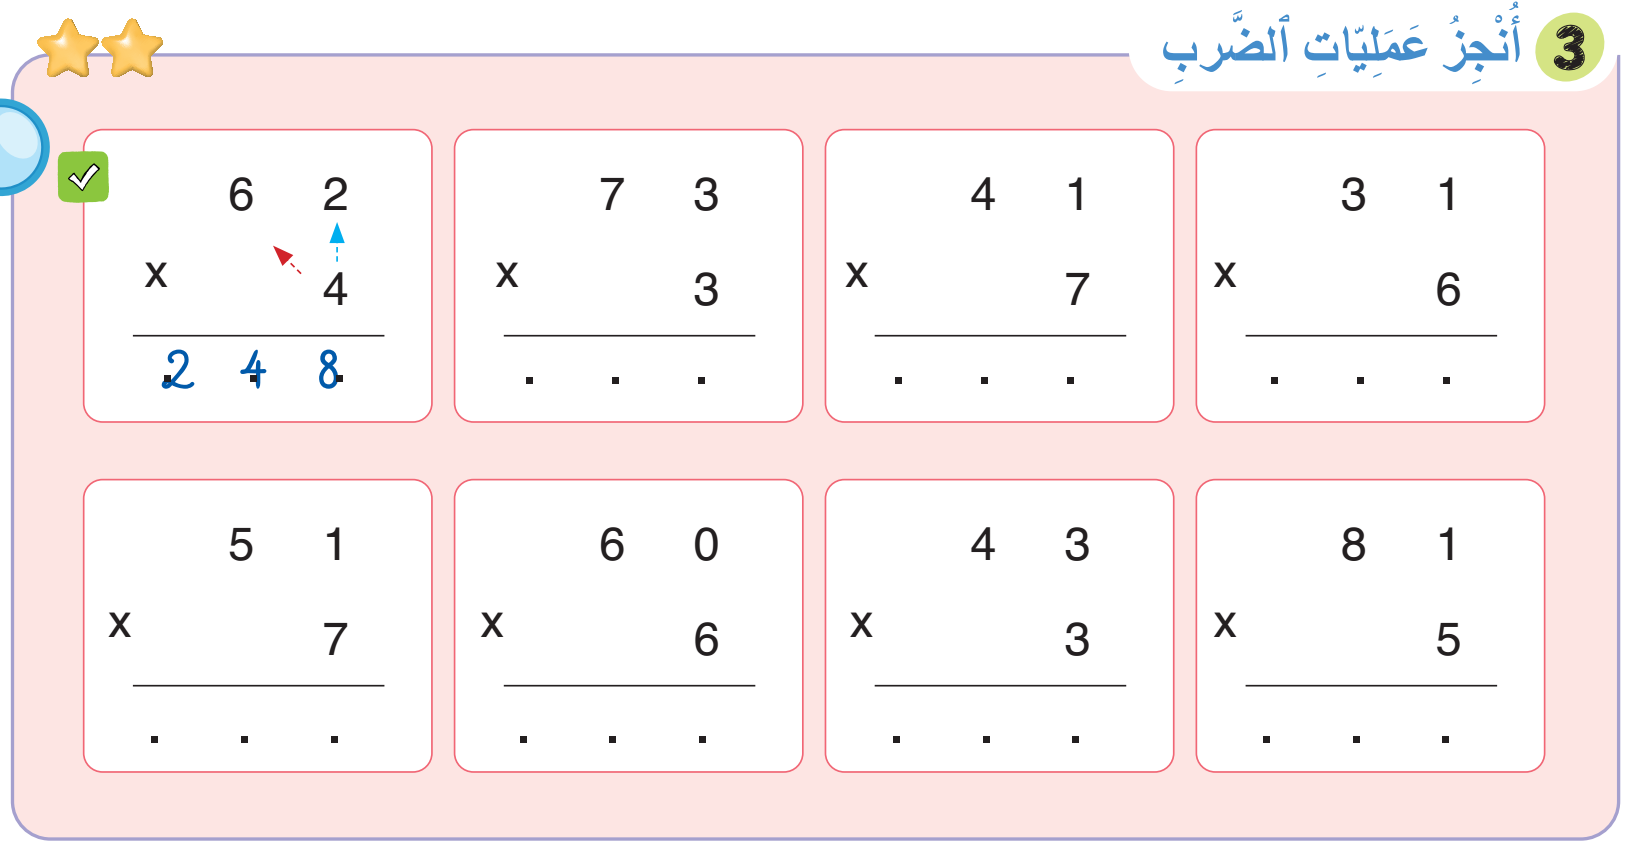 3 أُنْجِزُ عَمَلِيّاتِ ٱلضَّربِ
6 2 7 3 4 1 3 1
x 4 x 3 x 7 x 6
2 4 8 . . . . . . . . .
5 1 6 0 4 3 8 1
x 7 x 6 x 3 x 5
. . . . . . . . . . . .